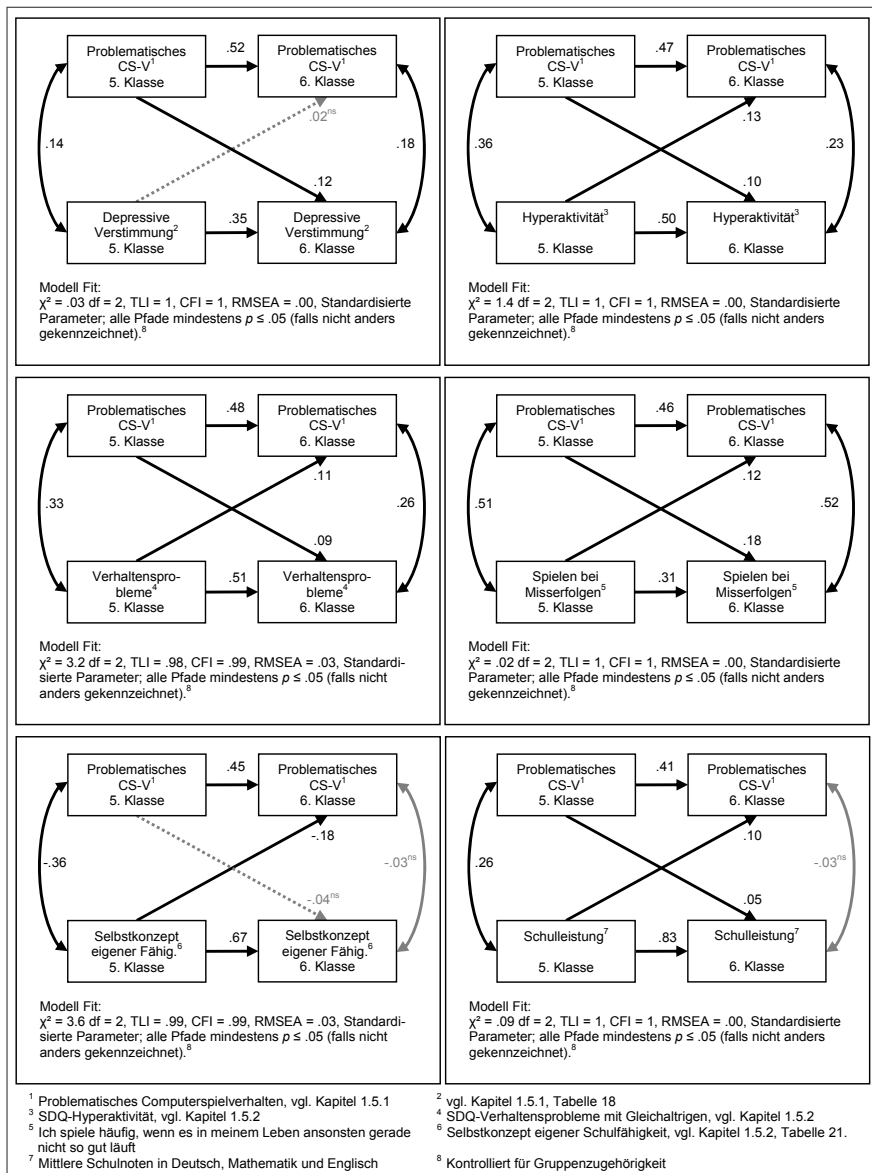 Problematisches
CS-V1
5. Klasse
.52
Problematisches
CS-V1
6. Klasse
.02ns
.14
.18
.12
Depressive
Verstimmung2
5. Klasse
.35
Depressive
Verstimmung2
6. Klasse
Modell Fit:
χ² = .03 df = 2, TLI = 1, CFI = 1, RMSEA = .00, Standardisierte
Parameter; alle Pfade mindestens p ≤ .05 (falls nicht anders
gekennzeichnet).8
Problematisches
CS-V1
5. Klasse
.47
Problematisches
CS-V1
6. Klasse
.13
.36
.23
.10
Hyperaktivität3
5. Klasse
.50
Hyperaktivität3
6. Klasse
Modell Fit:
χ² = 1.4 df = 2, TLI = 1, CFI = 1, RMSEA = .00, Standardisierte
Parameter; alle Pfade mindestens p ≤ .05 (falls nicht anders
gekennzeichnet).8
Problematisches
CS-V1
5. Klasse
.48
Problematisches
CS-V1
6. Klasse
.11
.33
.26
.09
Verhaltenspro-
bleme4
5. Klasse
.51
Verhaltenspro-
bleme4
6. Klasse
Modell Fit:
χ² = 3.2 df = 2, TLI = .98, CFI = .99, RMSEA = .03, Standardi-
sierte Parameter; alle Pfade mindestens p ≤ .05 (falls nicht
anders gekennzeichnet).8
Problematisches
CS-V1
5. Klasse
.46
Problematisches
CS-V1
6. Klasse
.12
.51
.52
.18
Spielen bei
Misserfolgen5
5. Klasse
.31
Spielen bei
Misserfolgen5
6. Klasse
Modell Fit:
χ² = .02 df = 2, TLI = 1, CFI = 1, RMSEA = .00, Standardisierte
Parameter; alle Pfade mindestens p ≤ .05 (falls nicht anders
gekennzeichnet).8
Problematisches
CS-V1
5. Klasse
.45
Problematisches
CS-V1
6. Klasse
-.18
-.36
-.03ns
-.04ns
Selbstkonzept
eigener Fähig.6
5. Klasse
.67
Selbstkonzept
eigener Fähig.6
6. Klasse
Modell Fit:
χ² = 3.6 df = 2, TLI = .99, CFI = .99, RMSEA = .03, Standardi-
sierte Parameter; alle Pfade mindestens p ≤ .05 (falls nicht
anders gekennzeichnet).8
Problematisches
CS-V1
5. Klasse
.41
Problematisches
CS-V1
6. Klasse
.10
.26
-.03ns
.05
Schulleistung7
5. Klasse
.83
Schulleistung7
6. Klasse
Modell Fit:
χ² = .09 df = 2, TLI = 1, CFI = 1, RMSEA = .00, Standardisierte
Parameter; alle Pfade mindestens p ≤ .05 (falls nicht anders
gekennzeichnet).8
1 Problematisches Computerspielverhalten, vgl. Kapitel 1.5.1
2 vgl. Kapitel 1.5.1, Tabelle 18
3 SDQ-Hyperaktivität, vgl. Kapitel 1.5.2
4 SDQ-Verhaltensprobleme mit Gleichaltrigen, vgl. Kapitel 1.5.2
5 Ich spiele häufig, wenn es in meinem Leben ansonsten gerade
nicht so gut läuft
6 Selbstkonzept eigener Schulfähigkeit, vgl. Kapitel 1.5.2, Tabelle 21.
7 Mittlere Schulnoten in Deutsch, Mathematik und Englisch
8 Kontrolliert für Gruppenzugehörigkeit